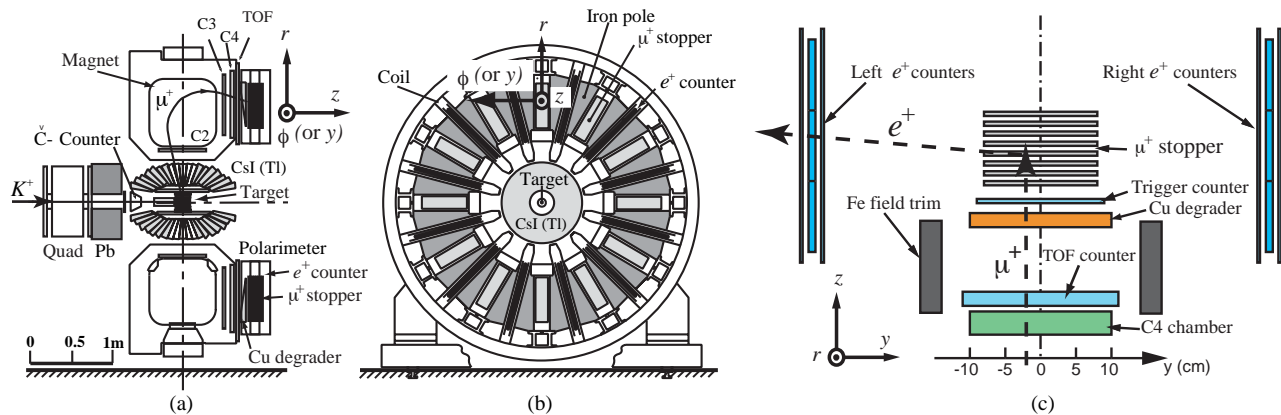 C3
C4
TOF
r
Magnet
μ+
z
ϕ (or y)
C2
Č- Counter
CsI (Tl)
K+
Target
Quad
Pb
Polarimeter
e+ counter
μ+ stopper
Cu degrader
0 0.5 1m
(a)
r
Iron pole
μ+ stopper
Coil
ϕ (or y)
z
e+ counter
Target
CsI (Tl)
(b)
Left e+ counters
Right e+ counters
e+
μ+ stopper
Trigger counter
Fe field trim
Cu degrader
μ+
TOF counter
z
C4 chamber
r
y
-10 -5 0 5 10 y (cm)
(c)